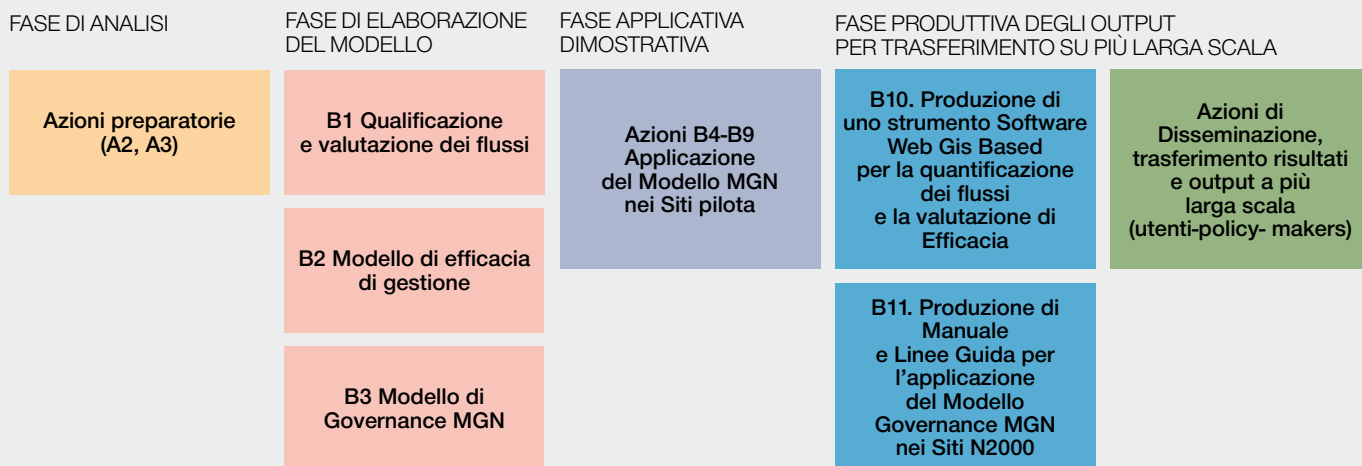 FASE DI ANALISI
FASE DI ELABORAZIONE
DEL MODELLO
FASE APPLICATIVA
DIMOSTRATIVA
FASE PRODUTTIVA DEGLI OUTPUT
PER TRASFERIMENTO SU PIÙ LARGA SCALA
Azioni preparatorie
(A2, A3)
B1 Qualificazione
e valutazione dei flussi
B2 Modello di efficacia
di gestione
B3 Modello di
Governance MGN
Azioni B4-B9
Applicazione
del Modello MGN
nei Siti pilota
B10. Produzione di
uno strumento Software
Web Gis Based
per la quantificazione
dei flussi
e la valutazione di
Efficacia
B11. Produzione di
Manuale
e Linee Guida per
l'applicazione
del Modello
Governance MGN
nei Siti N2000
Azioni di
Disseminazione,
trasferimento risultati
e output a più
larga scala
(utenti-policy- makers)